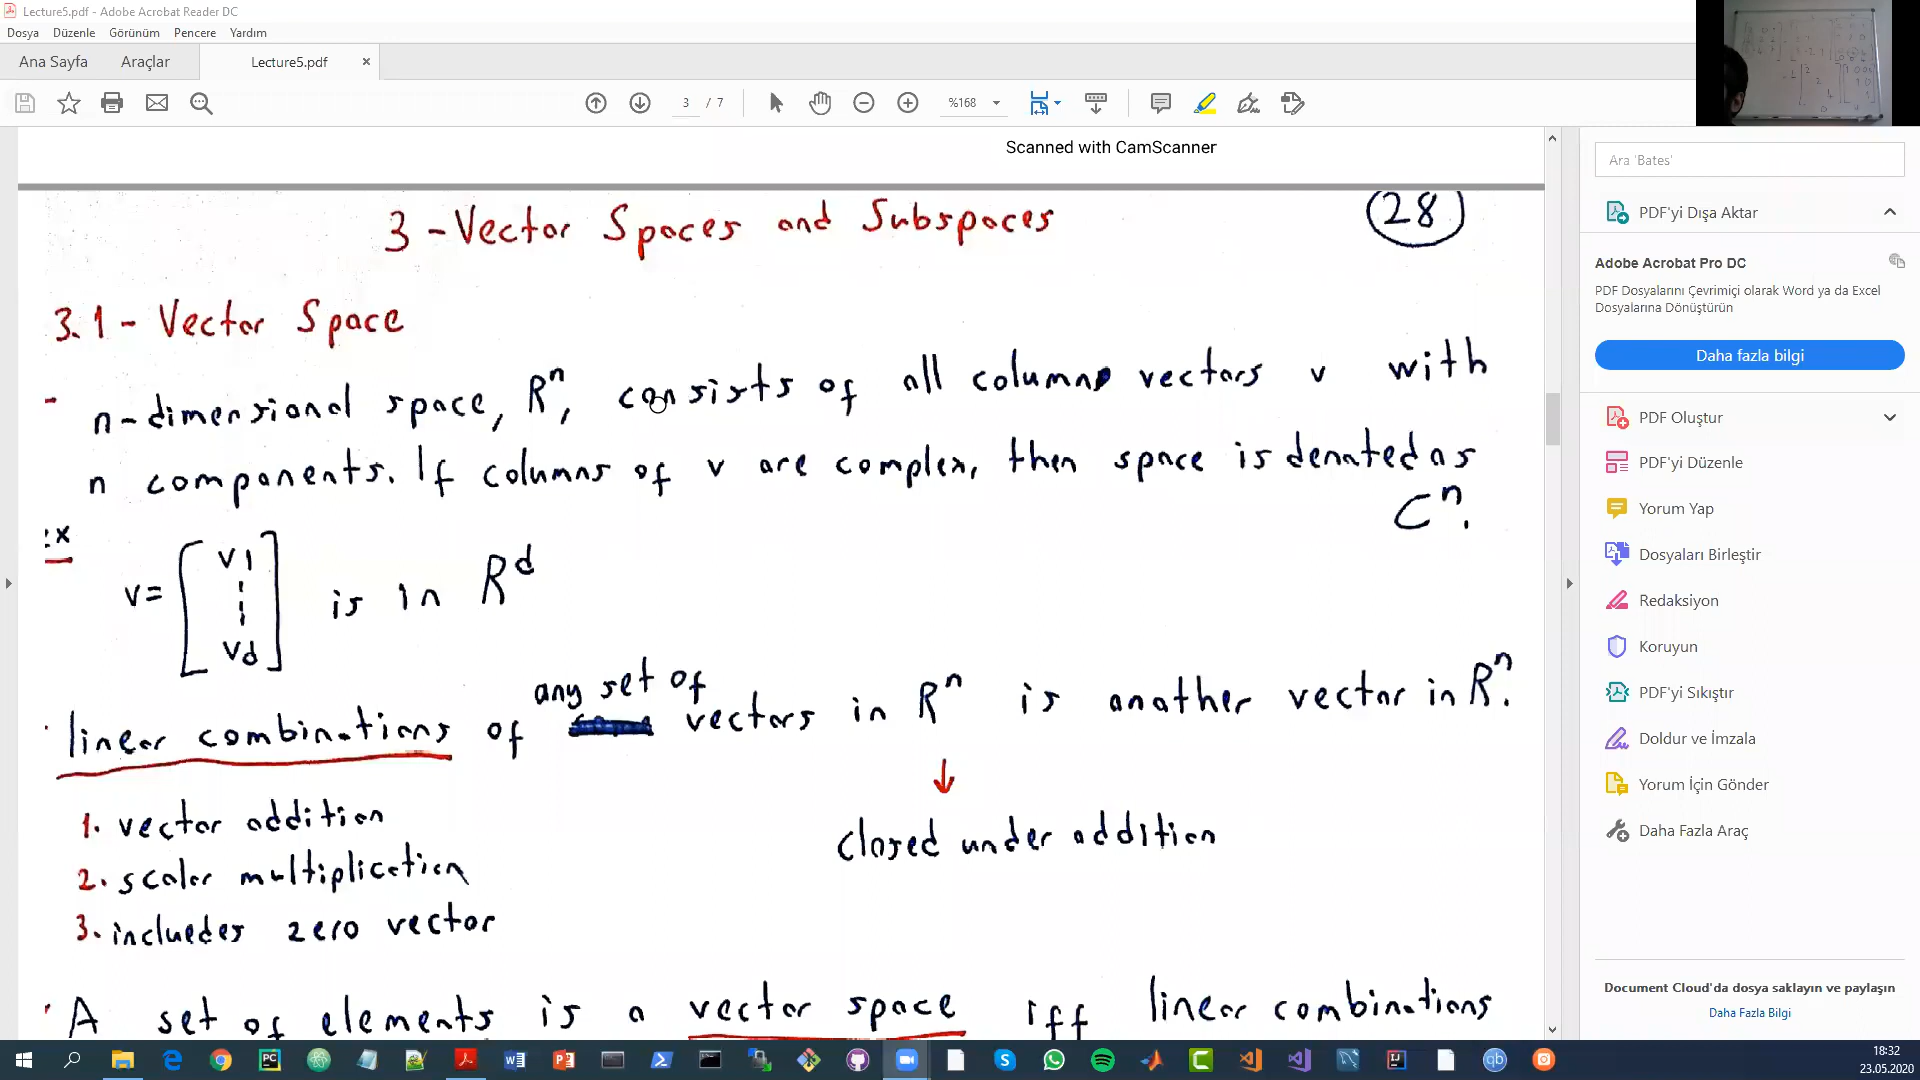 Lecture5.pdf - Adobe Acrobat Reader DC
Dosya Düzenle Görünüm Pencere Yardım
Ana Sayfa Araçlar Lecture5.pdf ×
3 / 7 %168
Scanned with CamScanner
28
3 - Vector Spaces and Subspaces
3.1 - Vector Space
- n-dimensional space, Rⁿ, consists of all column vectors v with
n components. If columns of v are complex, then space is denoted as
Cⁿ.
:x
v = [ v1
vd ] is in R^d
any set of
linear combinations of vectors in Rⁿ is another vector in Rⁿ.
↓
closed under addition
1. vector addition
2. scaler multiplication
3. incluedes zero vector
A set of elements is a vector space iff linear combinations
Ara 'Bates'
PDF'yi Dışa Aktar
Adobe Acrobat Pro DC
PDF Dosyalarını Çevrimiçi olarak Word ya da Excel
Dosyalarına Dönüştürün
Daha fazla bilgi
PDF Oluştur
PDF'yi Düzenle
Yorum Yap
Dosyaları Birleştir
Redaksiyon
Koruyun
PDF'yi Sıkıştır
Doldur ve İmzala
Yorum İçin Gönder
Daha Fazla Araç
Document Cloud'da dosya saklayın ve paylaşın
Daha Fazla Bilgi
18:32
23.05.2020